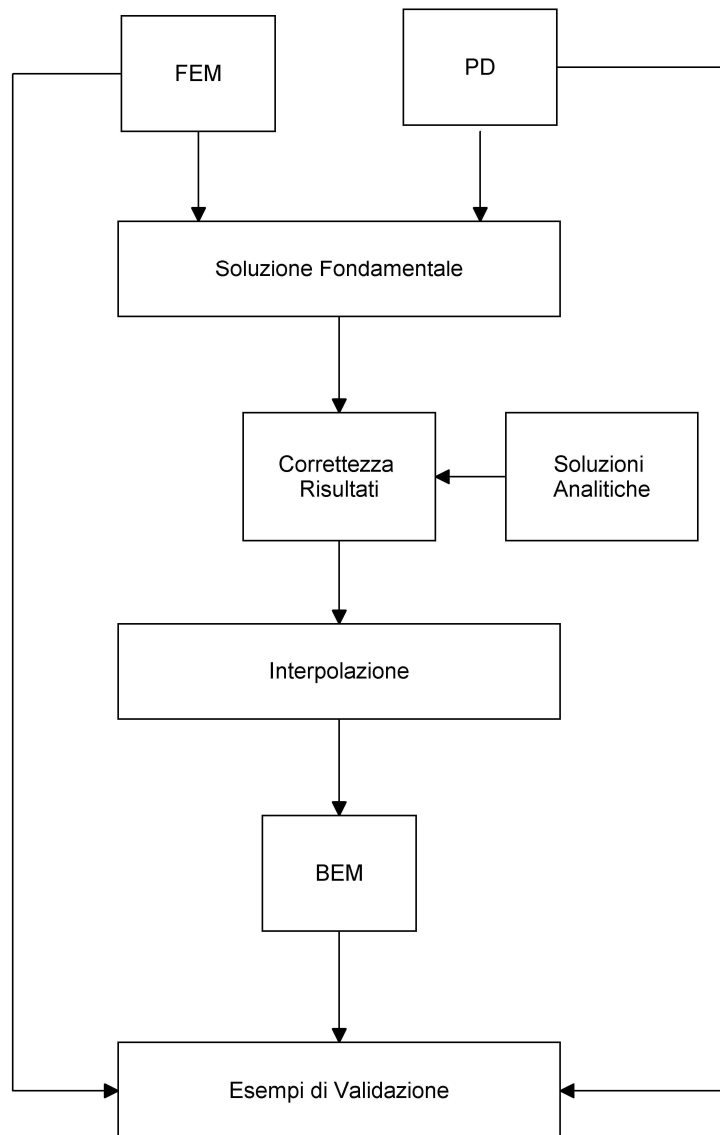 FEM
PD
Soluzione Fondamentale
Correttezza
Risultati
Soluzioni
Analitiche
Interpolazione
BEM
Esempi di Validazione